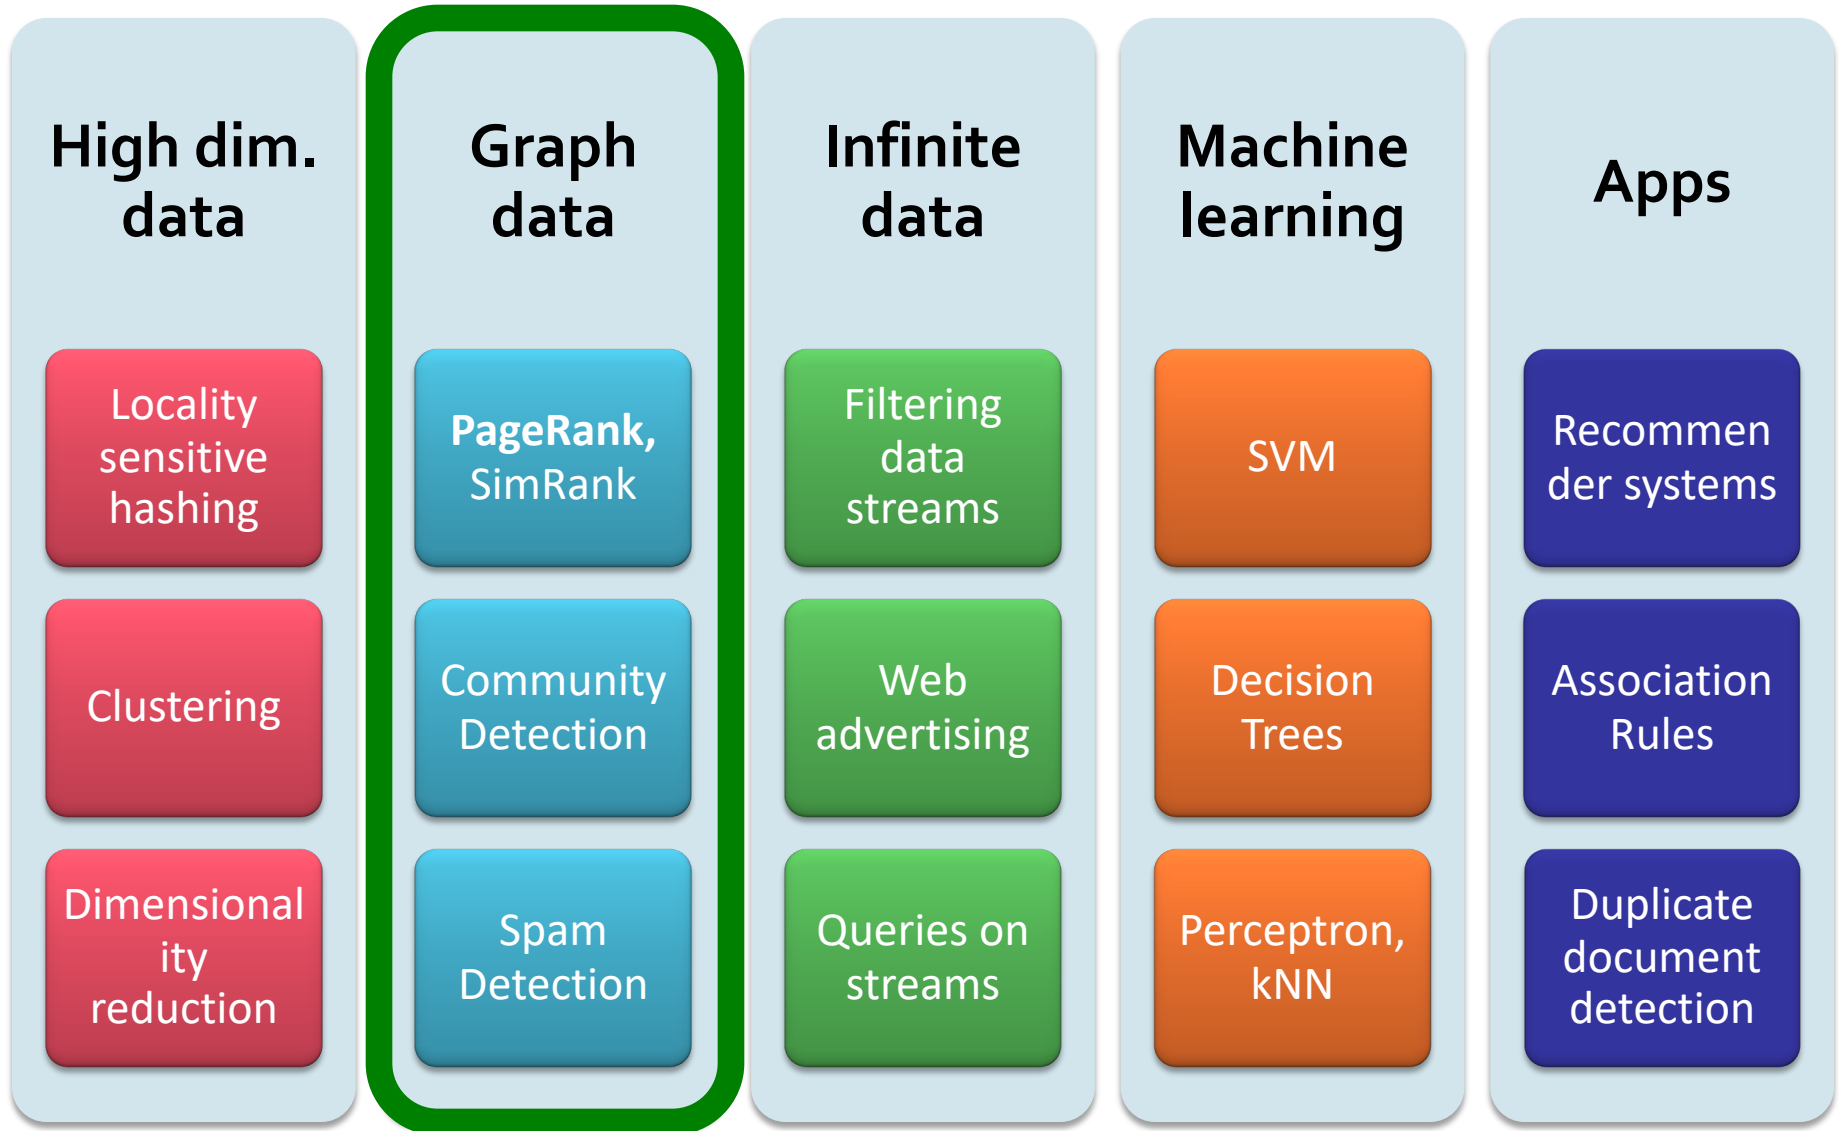 High dim.
data
Locality
sensitive
hashing
Clustering
Dimensional
ity
reduction
Graph
data
PageRank,
SimRank
Community
Detection
Spam
Detection
Infinite
data
Filtering
data
streams
Web
advertising
Queries on
streams
Machine
learning
SVM
Decision
Trees
Perceptron,
kNN
Apps
Recommen
der systems
Association
Rules
Duplicate
document
detection